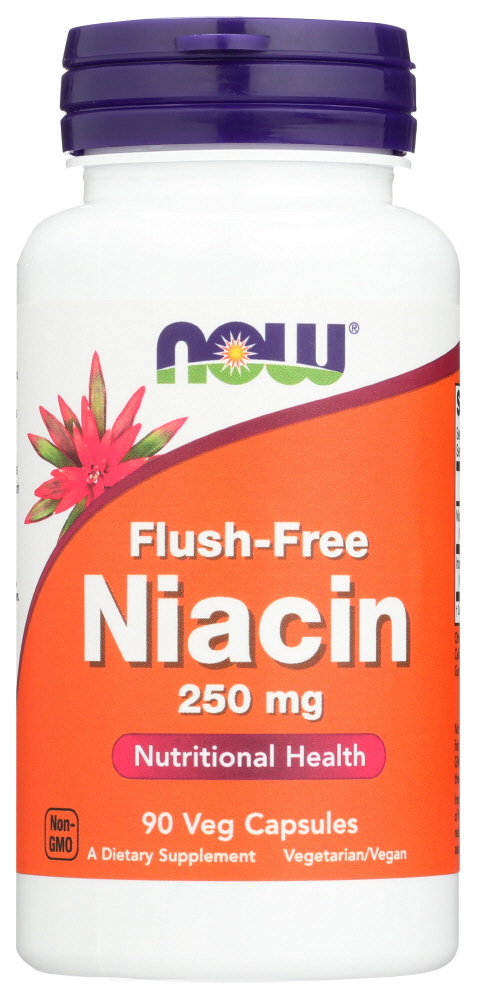 NOW®
Flush-Free
Niacin
250 mg
Nutritional Health
90 Veg Capsules
Non-
GMO
A Dietary Supplement Vegetarian/Vegan